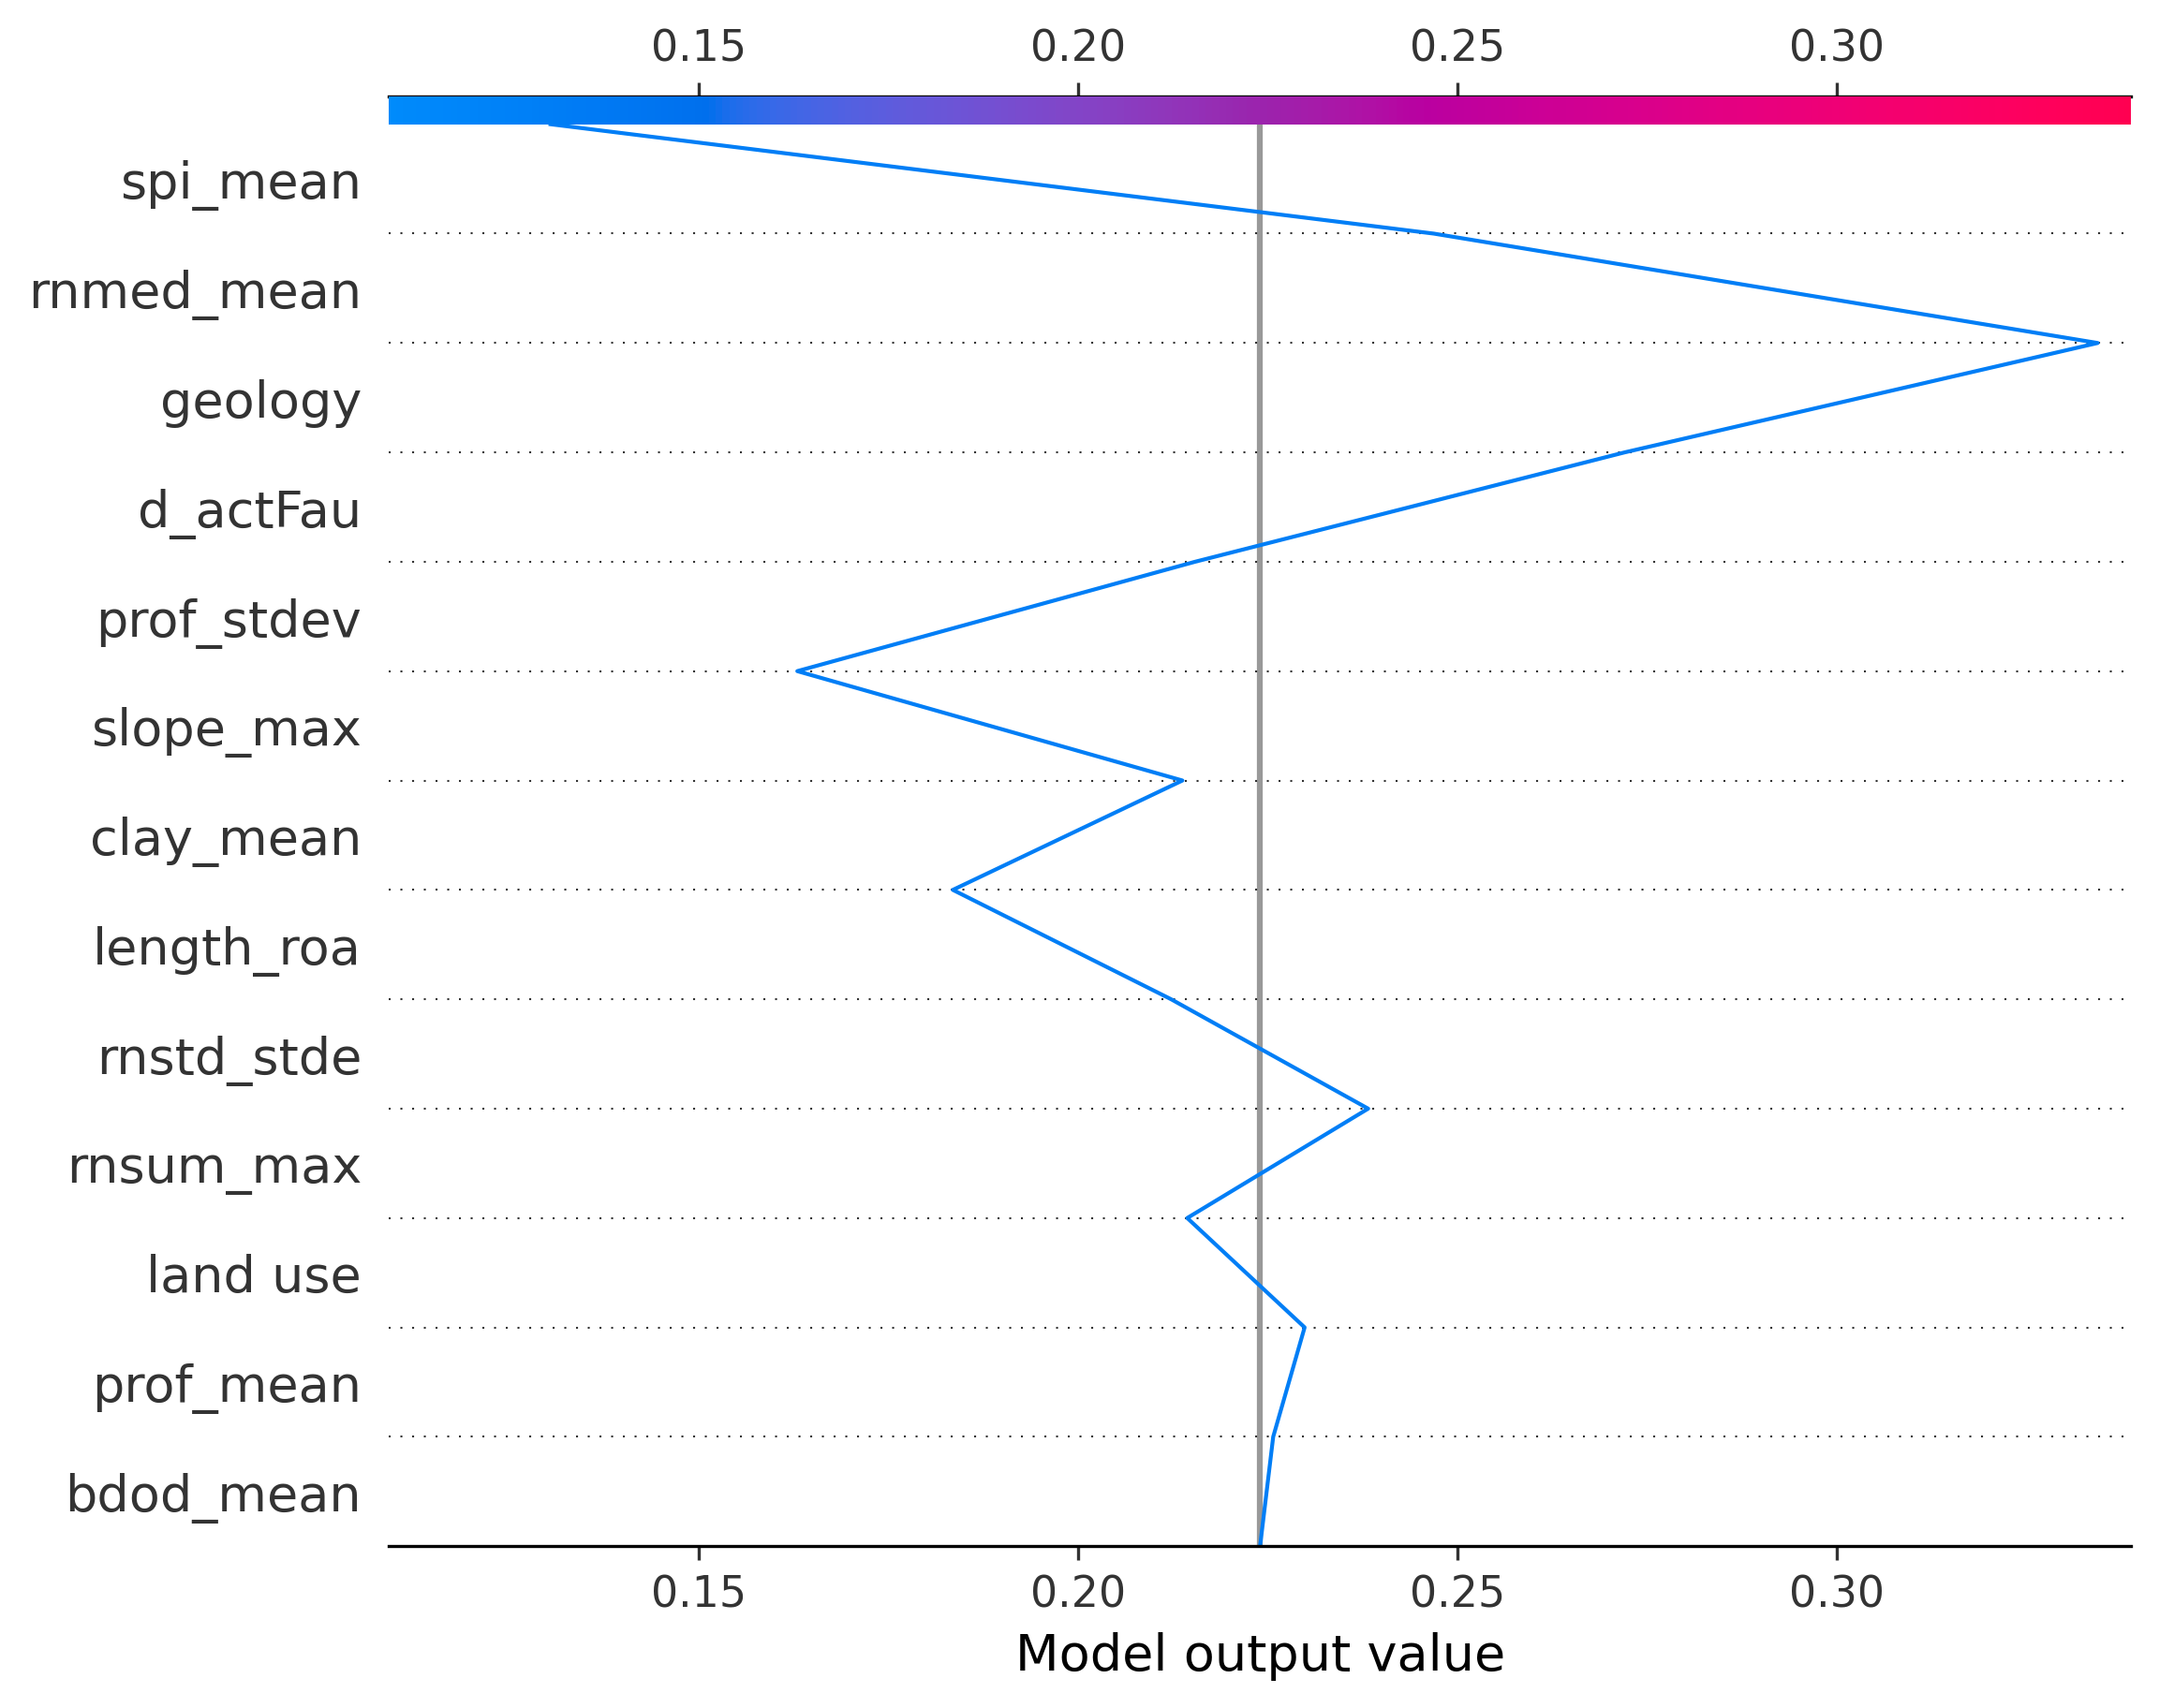 0.15 0.20 0.25 0.30
spi_mean
rnmed_mean
geology
d_actFau
prof_stdev
slope_max
clay_mean
length_roa
rnstd_stde
rnsum_max
land use
prof_mean
bdod_mean
0.15 0.20 0.25 0.30
Model output value